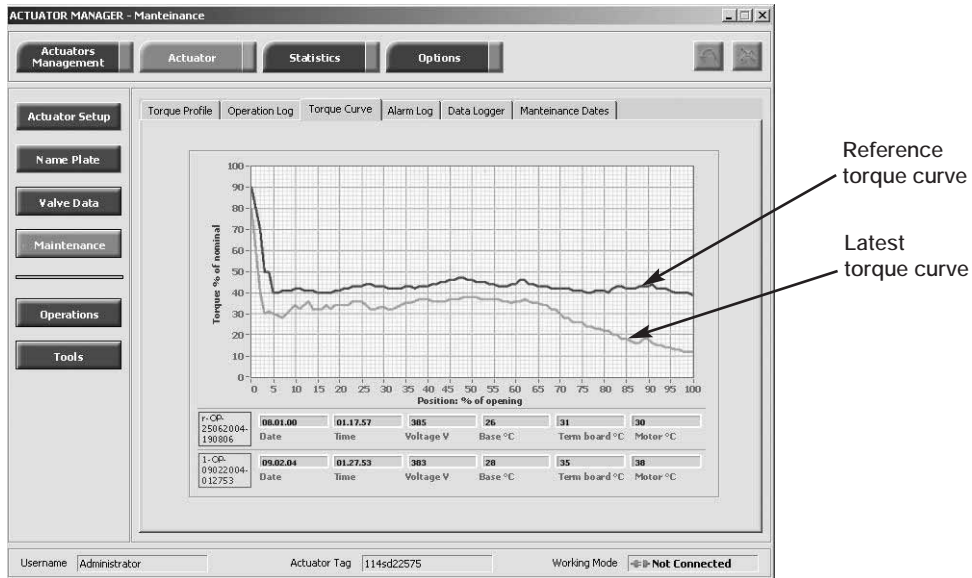 ACTUATOR MANAGER - Manteinance
Actuators Management
Actuator
Statistics
Options
Actuator Setup
Name Plate
Valve Data
Maintenance
Operations
Tools
Torque Profile
Operation Log
Torque Curve
Alarm Log
Data Logger
Manteinance Dates
100
90
80
70
60
50
40
30
20
10
0
Torque: % of nominal
0 5 10 15 20 25 30 35 40 45 50 55 60 65 70 75 80 85 90 95 100
Position: % of opening
Reference
torque curve
Latest
torque curve
r-OP-
25062004-
190806
08.01.00 01.17.57 385 26 31 30
Date Time Voltage V Base °C Term board °C Motor °C
1-OP-
09022004-
012753
09.02.04 01.27.53 383 28 35 38
Date Time Voltage V Base °C Term board °C Motor °C
Username Administrator Actuator Tag 114sd22575 Working Mode Not Connected